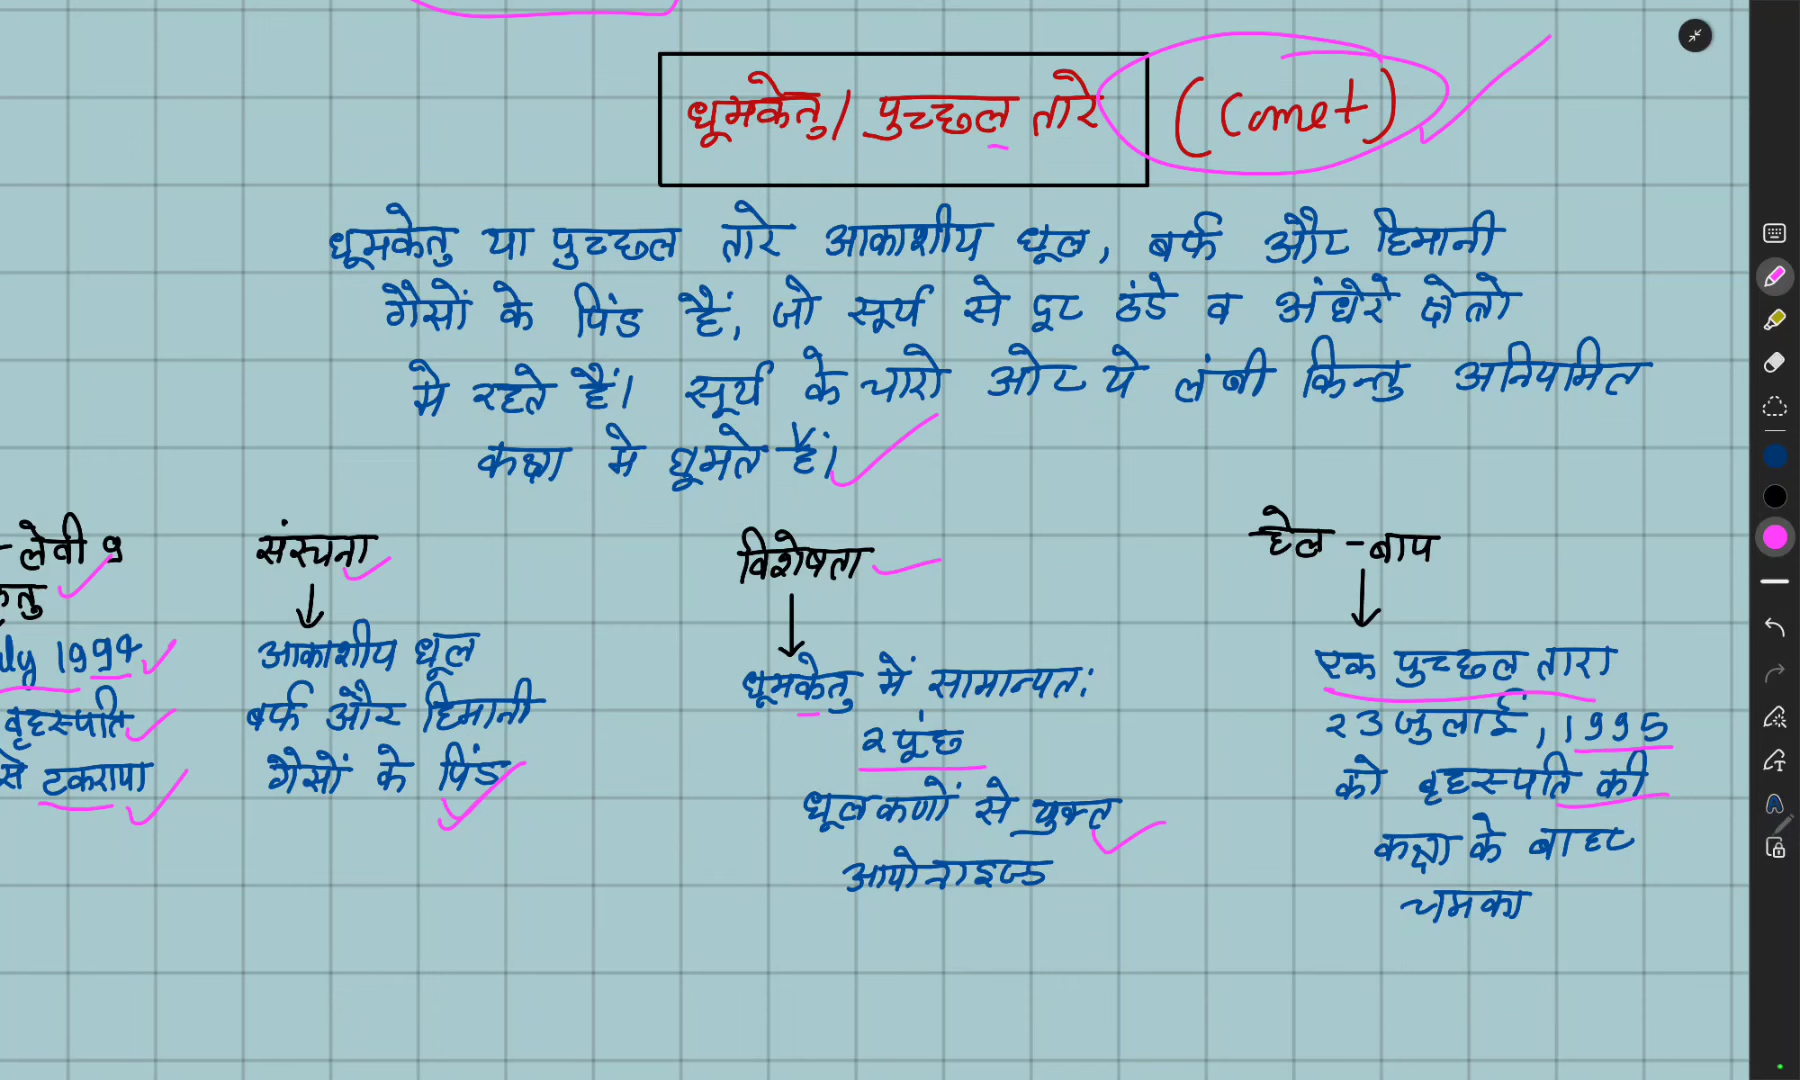 धूमकेतु / पुच्छल तारे (Comet)
धूमकेतु या पुच्छल तारे आकाशीय धूल, बर्फ और हिमानी
गैसों के पिंड हैं, जो सूर्य से दूर ठंडे व अंधेरे क्षेत्रो
मे रहते हैं। सूर्य के चारो ओर ये लंबी किन्तु अनियमित
कक्षा मे घूमते हैं।
-लेवी 9
July 1994
बृहस्पति
से टकराया
संरचना
आकाशीय धूल
बर्फ और हिमानी
गैसों के पिंड
विशेषता
धूमकेतु में सामान्यतः
2 पूंछ
धूलकणों से युक्त
आयोनाइज्ड
हेल - बाप
एक पुच्छल तारा
23 जुलाई, 1995
को बृहस्पति की
कक्षा के बाहर
चमका